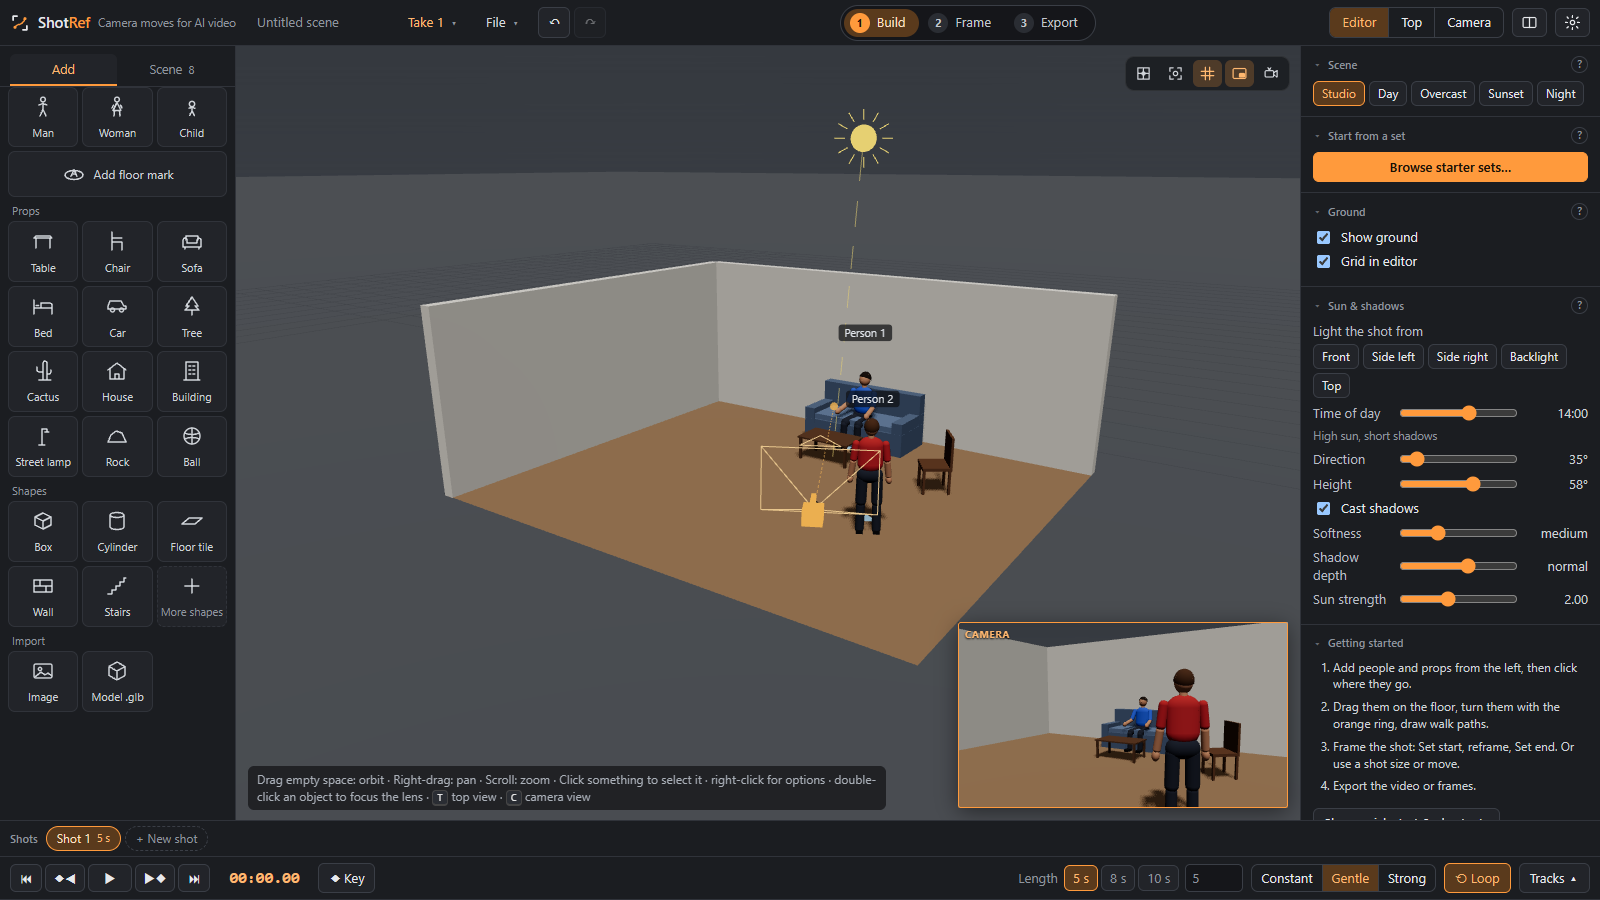 ShotRef Camera moves for AI video Untitled scene Take 1 File 1 Build 2 Frame 3 Export Editor Top Camera
Add Scene 8
Man Woman Child
Add floor mark
Props
Table Chair Sofa
Bed Car Tree
Cactus House Building
Street lamp Rock Ball
Shapes
Box Cylinder Floor tile
Wall Stairs More shapes
Import
Image Model .glb
Person 1
Person 2
CAMERA
Drag empty space: orbit · Right-drag: pan · Scroll: zoom · Click something to select it · right-click for options · double-
click an object to focus the lens · T top view · C camera view
Scene ?
Studio Day Overcast Sunset Night
Start from a set ?
Browse starter sets...
Ground ?
Show ground
Grid in editor
Sun & shadows ?
Light the shot from
Front Side left Side right Backlight
Top
Time of day 14:00
High sun, short shadows
Direction 35°
Height 58°
Cast shadows
Softness medium
Shadow
depth normal
Sun strength 2.00
Getting started
1. Add people and props from the left, then click
where they go.
2. Drag them on the floor, turn them with the
orange ring, draw walk paths.
3. Frame the shot: Set start, reframe, Set end. Or
use a shot size or move.
4. Export the video or frames.
Shots Shot 1 5 s + New shot
00:00.00 Key Length 5 s 8 s 10 s 5 Constant Gentle Strong Loop Tracks